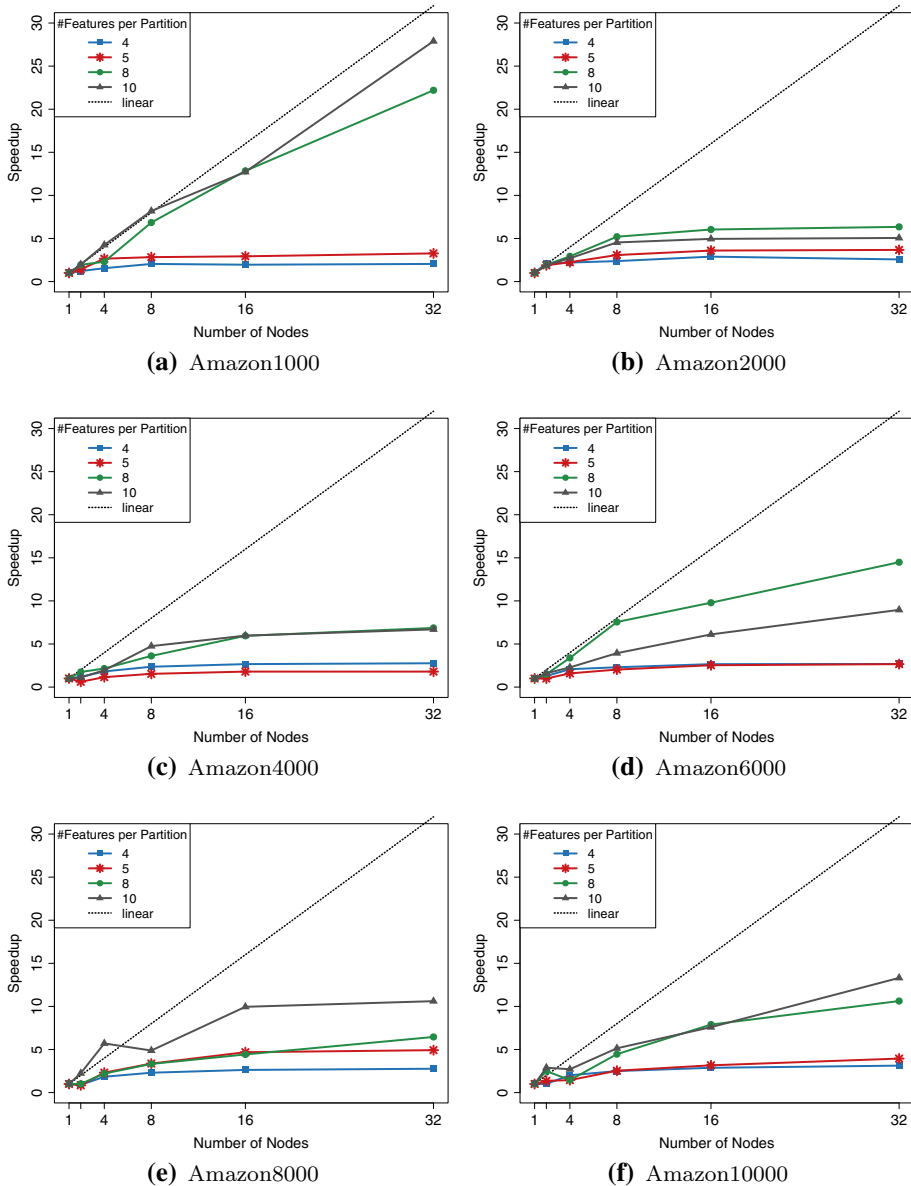 #Features per Partition
4
5
8
10
linear
Speedup
30
25
20
15
10
5
0
1 4 8 16 32
Number of Nodes
(a) Amazon1000
#Features per Partition
4
5
8
10
linear
Speedup
30
25
20
15
10
5
0
1 4 8 16 32
Number of Nodes
(b) Amazon2000
#Features per Partition
4
5
8
10
linear
Speedup
30
25
20
15
10
5
0
1 4 8 16 32
Number of Nodes
(c) Amazon4000
#Features per Partition
4
5
8
10
linear
Speedup
30
25
20
15
10
5
0
1 4 8 16 32
Number of Nodes
(d) Amazon6000
#Features per Partition
4
5
8
10
linear
Speedup
30
25
20
15
10
5
0
1 4 8 16 32
Number of Nodes
(e) Amazon8000
#Features per Partition
4
5
8
10
linear
Speedup
30
25
20
15
10
5
0
1 4 8 16 32
Number of Nodes
(f) Amazon10000